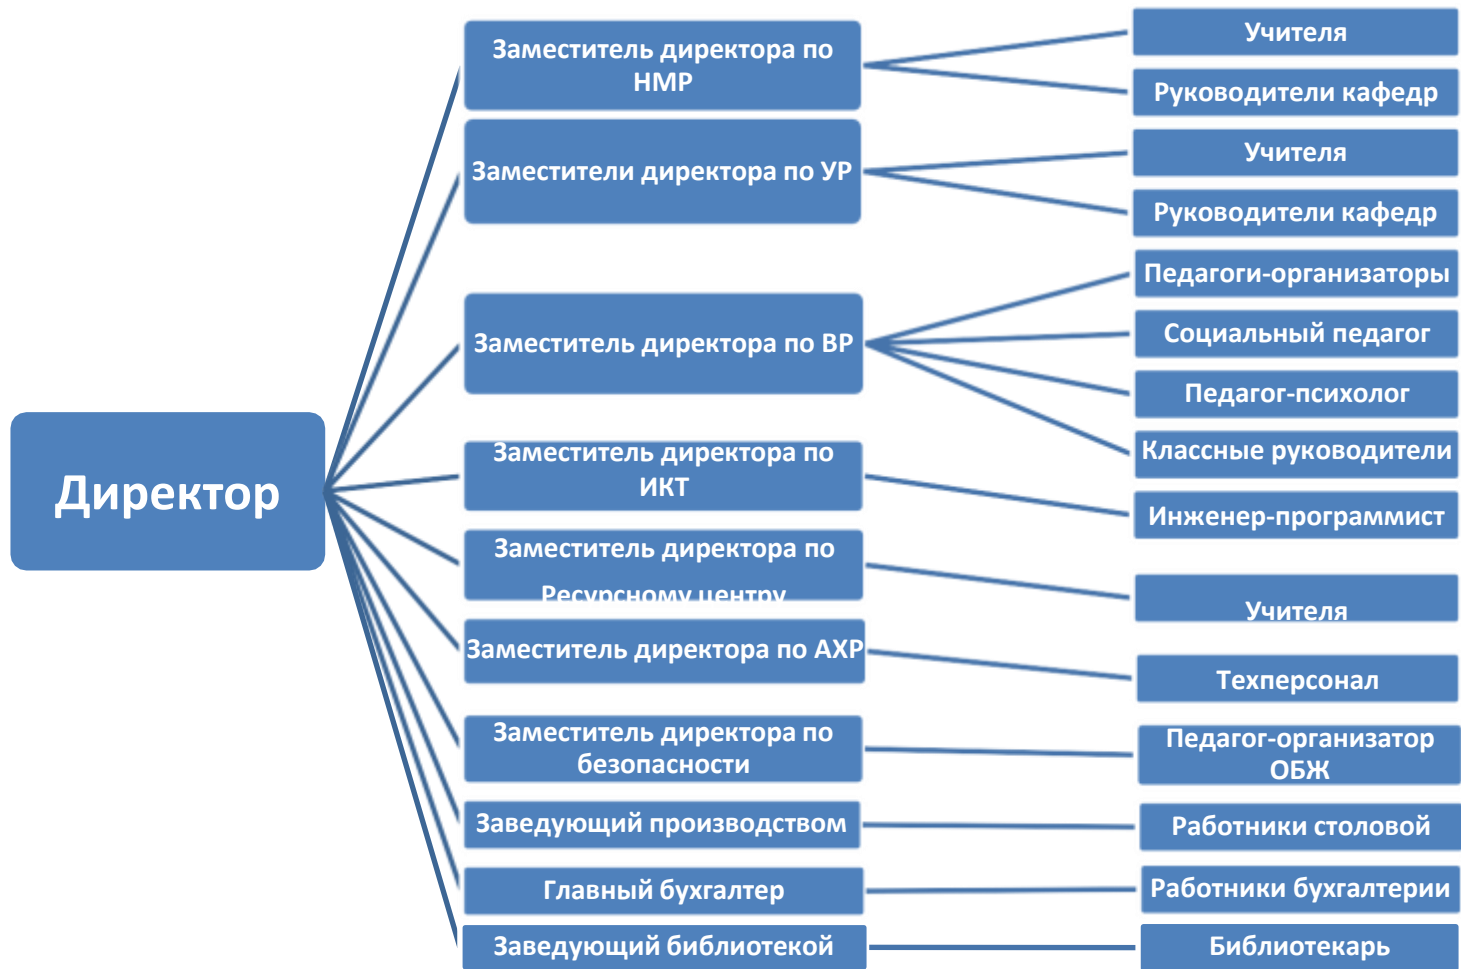 Директор
Заместитель директора по
НМР
Заместители директора по УР
Заместитель директора по ВР
Заместитель директора по
ИКТ
Заместитель директора по
Ресурсному центру
Заместитель директора по АХР
Заместитель директора по
безопасности
Заведующий производством
Главный бухгалтер
Заведующий библиотекой
Учителя
Руководители кафедр
Учителя
Руководители кафедр
Педагоги-организаторы
Социальный педагог
Педагог-психолог
Классные руководители
Инженер-программист
Учителя
Техперсонал
Педагог-организатор
ОБЖ
Работники столовой
Работники бухгалтерии
Библиотекарь